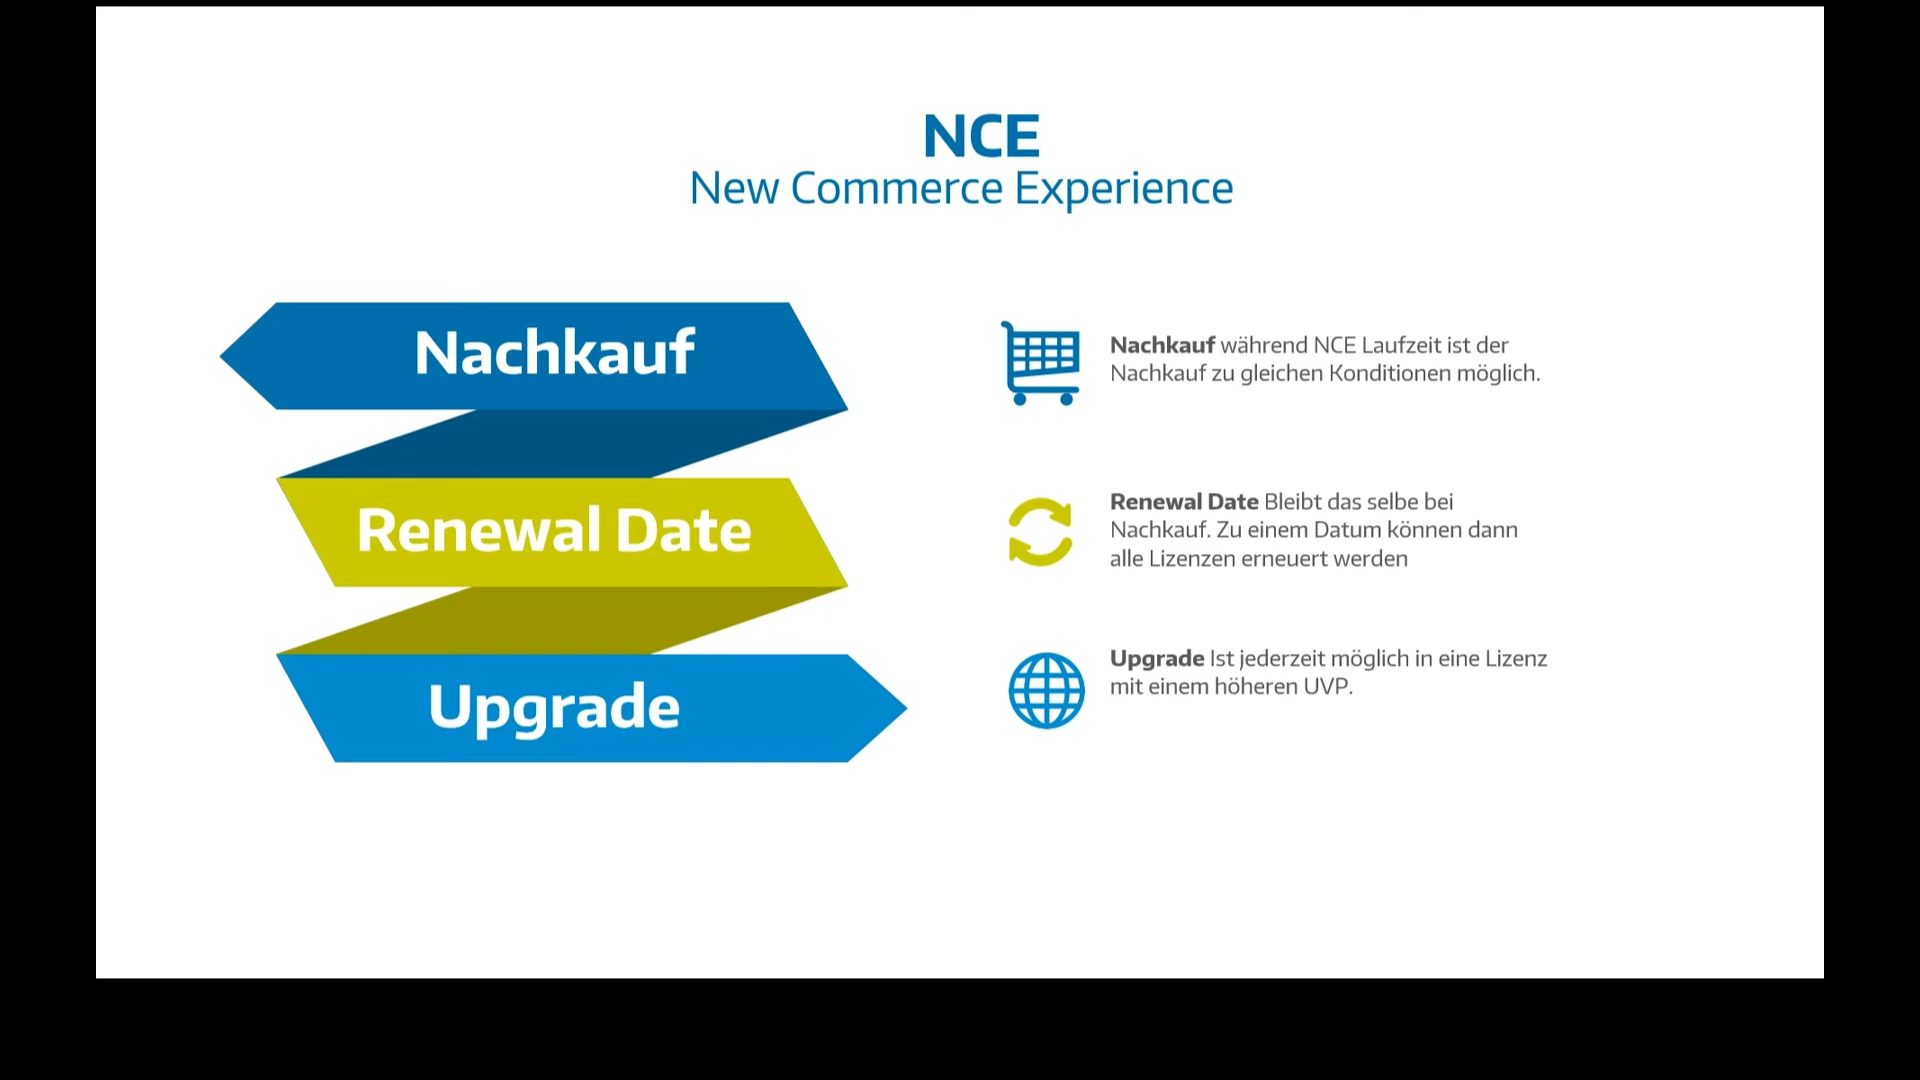 NCE
New Commerce Experience
Nachkauf
Nachkauf während NCE Laufzeit ist der
Nachkauf zu gleichen Konditionen möglich.
Renewal Date
Renewal Date Bleibt das selbe bei
Nachkauf. Zu einem Datum können dann
alle Lizenzen erneuert werden
Upgrade
Upgrade Ist jederzeit möglich in eine Lizenz
mit einem höheren UVP.